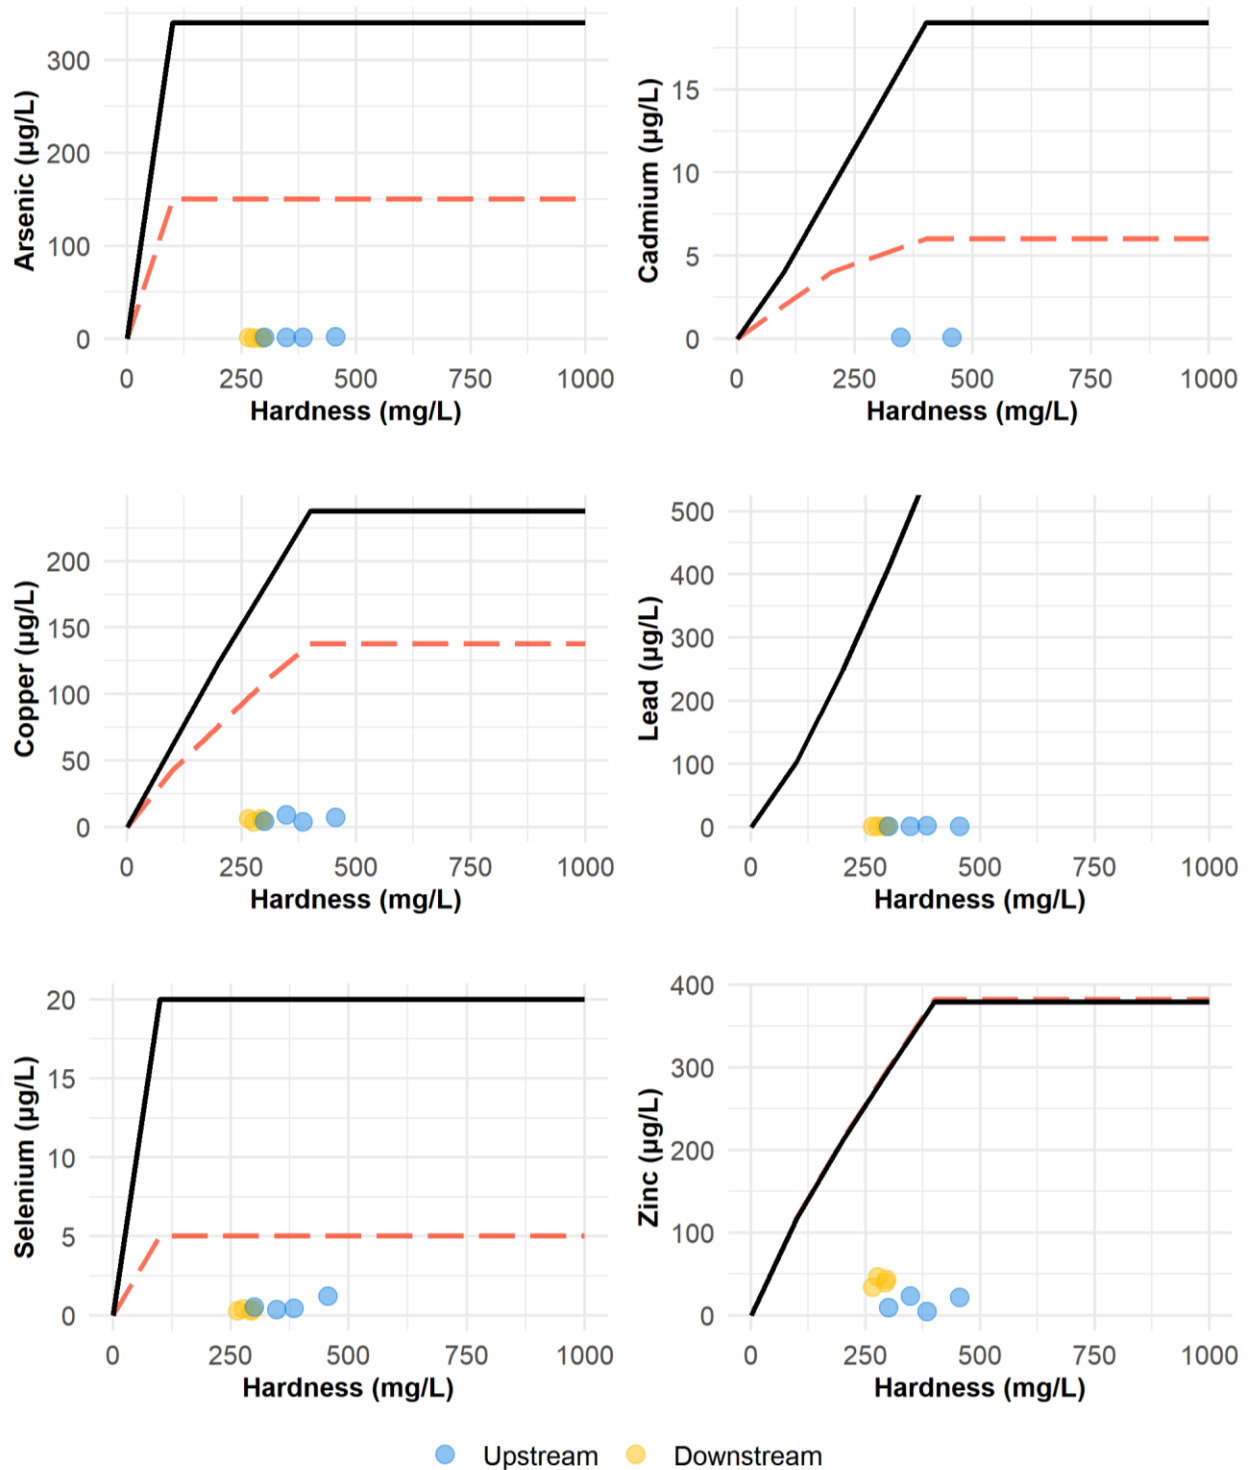 Arsenic (µg/L)
300
200
100
0
0 250 500 750 1000
Hardness (mg/L)
Cadmium (µg/L)
15
10
5
0
0 250 500 750 1000
Hardness (mg/L)
Copper (µg/L)
200
150
100
50
0
0 250 500 750 1000
Hardness (mg/L)
Lead (µg/L)
500
400
300
200
100
0
0 250 500 750 1000
Hardness (mg/L)
Selenium (µg/L)
20
15
10
5
0
0 250 500 750 1000
Hardness (mg/L)
Zinc (µg/L)
400
300
200
100
0
0 250 500 750 1000
Hardness (mg/L)
Upstream Downstream